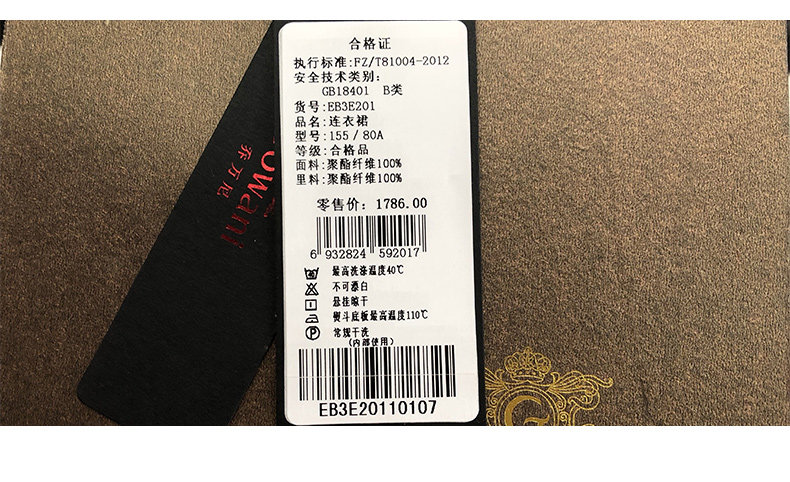 合格证
执行标准:FZ/T81004-2012
安全技术类别:
GB18401 B类
货号:EB3E201
品名:连衣裙
型号:155/80A
等级:合格品
面料:聚酯纤维100%
里料:聚酯纤维100%
零售价: 1786.00
6 932824 592017
最高洗涤温度40℃
不可漂白
悬挂晾干
熨斗底板最高温度110℃
P
常规干洗
(内部使用)
EB3E20110107
owani
乔万尼